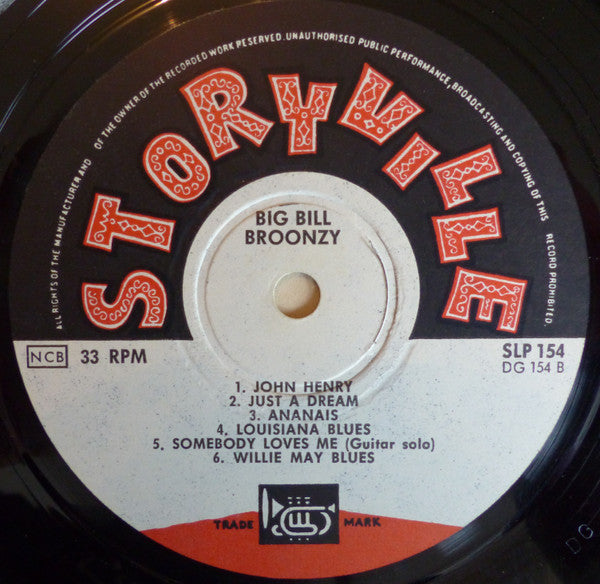 ALL RIGHTS OF THE MANUFACTURER AND OF THE OWNER OF THE RECORDED WORK RESERVED. UNAUTHORISED PUBLIC PERFORMANCE, BROADCASTING AND COPYING OF THIS RECORD PROHIBITED.
STORYVILLE
BIG BILL
BROONZY
NCB 33 RPM
SLP 154
DG 154 B
1. JOHN HENRY
2. JUST A DREAM
3. ANANAIS
4. LOUISIANA BLUES
5. SOMEBODY LOVES ME (Guitar solo)
6. WILLIE MAY BLUES
TRADE MARK
DG